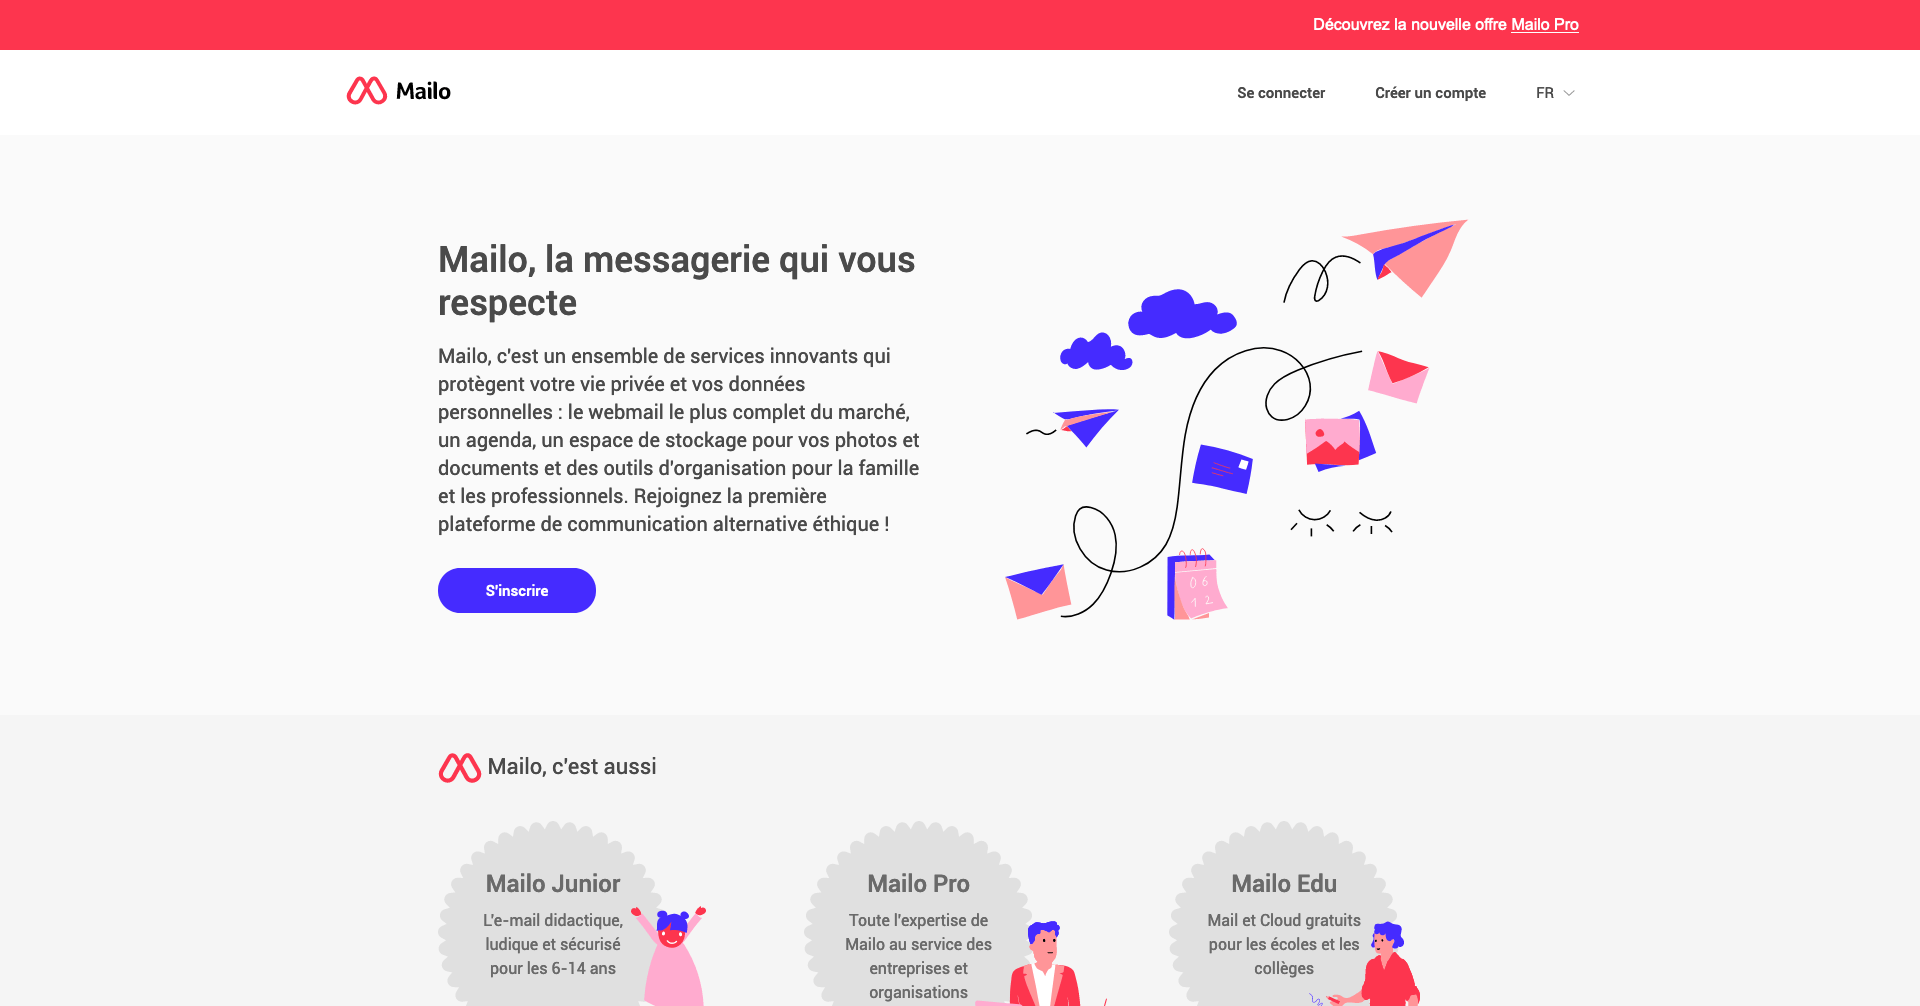 Découvrez la nouvelle offre Mailo Pro
Mailo
Se connecter
Créer un compte
FR
Mailo, la messagerie qui vous
respecte
Mailo, c'est un ensemble de services innovants qui
protègent votre vie privée et vos données
personnelles : le webmail le plus complet du marché,
un agenda, un espace de stockage pour vos photos et
documents et des outils d'organisation pour la famille
et les professionnels. Rejoignez la première
plateforme de communication alternative éthique !
S'inscrire
06
12
Mailo, c'est aussi
Mailo Junior
L'e-mail didactique,
ludique et sécurisé
pour les 6-14 ans
Mailo Pro
Toute l'expertise de
Mailo au service des
entreprises et
organisations
Mailo Edu
Mail et Cloud gratuits
pour les écoles et les
collèges